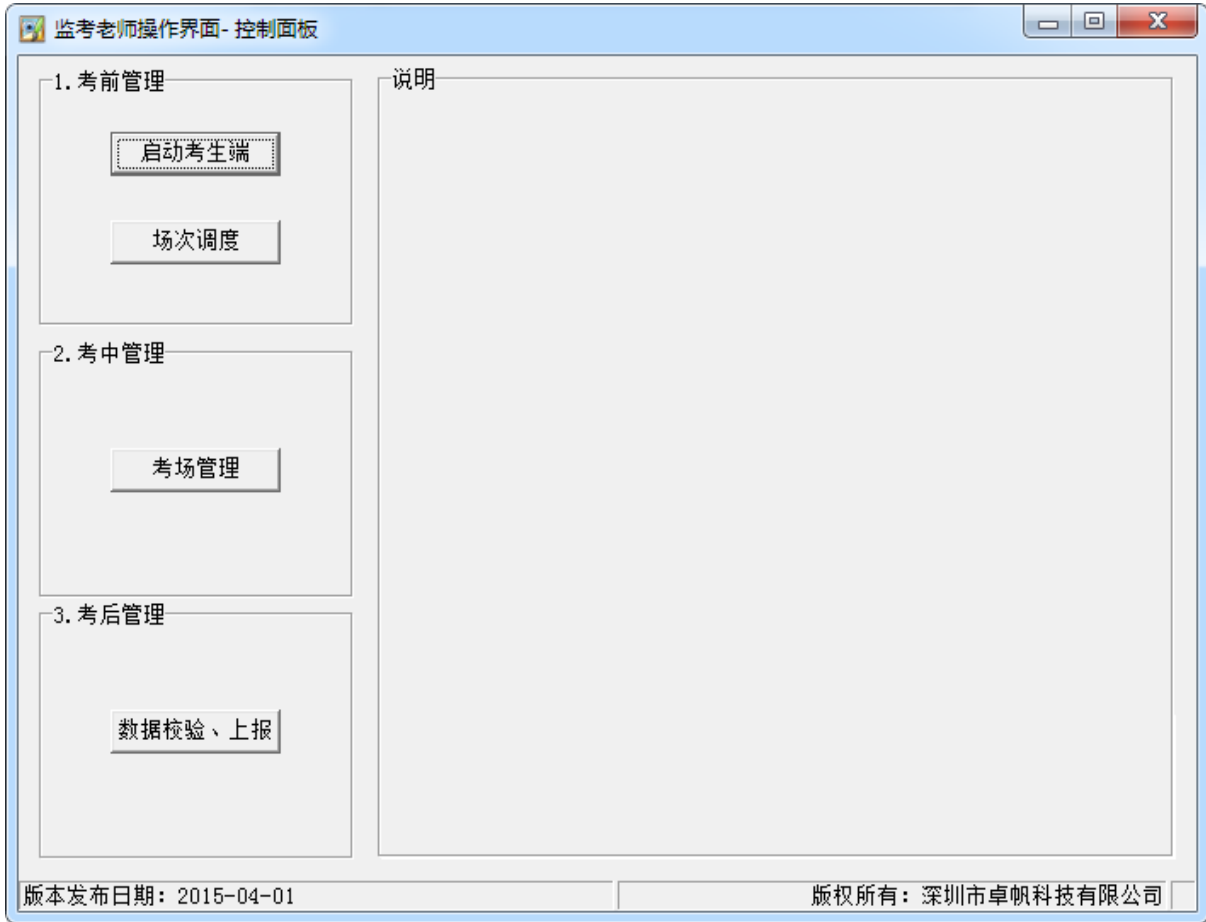 监考老师操作界面- 控制面板
1.考前管理
启动考生端
场次调度
2.考中管理
考场管理
3.考后管理
数据校验、上报
说明
版本发布日期: 2015-04-01
版权所有: 深圳市卓帆科技有限公司